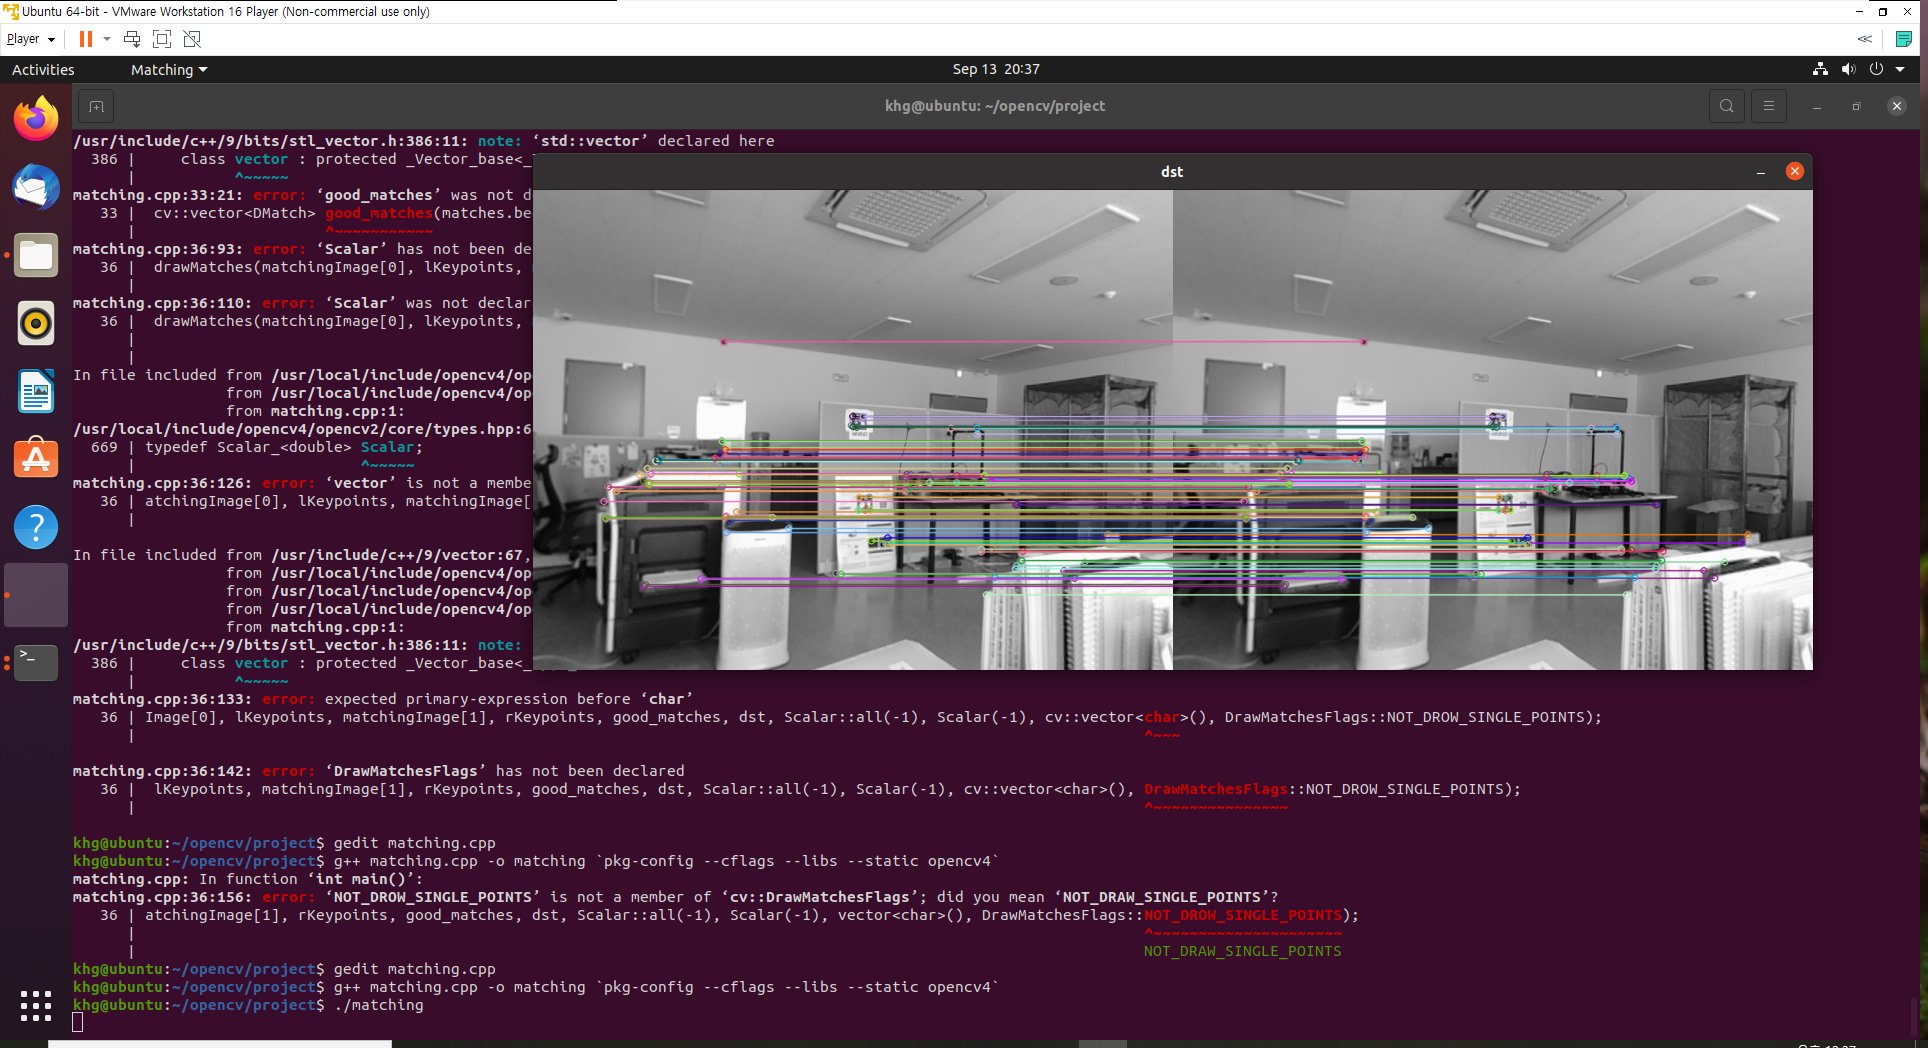 Ubuntu 64-bit - VMware Workstation 16 Player (Non-commercial use only)
Player
Activities
Matching
Sep 13 20:37
khg@ubuntu: ~/opencv/project
/usr/include/c++/9/bits/stl_vector.h:386:11: note: ‘std::vector’ declared here
386 | class vector : protected _Vector_base<_
| ^~~~~~
dst
matching.cpp:33:21: error: ‘good_matches’ was not d
33 | cv::vector<DMatch> good_matches(matches.be
| ^~~~~~~~~~~~
matching.cpp:36:93: error: ‘Scalar’ has not been de
36 | drawMatches(matchingImage[0], lKeypoints,
|
matching.cpp:36:110: error: ‘Scalar’ was not declar
36 | drawMatches(matchingImage[0], lKeypoints,
|
|
In file included from /usr/local/include/opencv4/op
from /usr/local/include/opencv4/op
from matching.cpp:1:
/usr/local/include/opencv4/opencv2/core/types.hpp:6
669 | typedef Scalar_<double> Scalar;
| ^~~~~~
matching.cpp:36:126: error: ‘vector’ is not a membe
36 | atchingImage[0], lKeypoints, matchingImage[
|
In file included from /usr/include/c++/9/vector:67,
from /usr/local/include/opencv4/op
from /usr/local/include/opencv4/op
from /usr/local/include/opencv4/op
from matching.cpp:1:
/usr/include/c++/9/bits/stl_vector.h:386:11: note:
386 | class vector : protected _Vector_base<_
| ^~~~~~
matching.cpp:36:133: error: expected primary-expression before ‘char’
36 | Image[0], lKeypoints, matchingImage[1], rKeypoints, good_matches, dst, Scalar::all(-1), Scalar(-1), cv::vector<char>(), DrawMatchesFlags::NOT_DROW_SINGLE_POINTS);
| ^~~~
matching.cpp:36:142: error: ‘DrawMatchesFlags’ has not been declared
36 | lKeypoints, matchingImage[1], rKeypoints, good_matches, dst, Scalar::all(-1), Scalar(-1), cv::vector<char>(), DrawMatchesFlags::NOT_DROW_SINGLE_POINTS);
| ^~~~~~~~~~~~~~~~
khg@ubuntu:~/opencv/project$ gedit matching.cpp
khg@ubuntu:~/opencv/project$ g++ matching.cpp -o matching `pkg-config --cflags --libs --static opencv4`
matching.cpp: In function ‘int main()’:
matching.cpp:36:156: error: ‘NOT_DROW_SINGLE_POINTS’ is not a member of ‘cv::DrawMatchesFlags’; did you mean ‘NOT_DRAW_SINGLE_POINTS’?
36 | atchingImage[1], rKeypoints, good_matches, dst, Scalar::all(-1), Scalar(-1), vector<char>(), DrawMatchesFlags::NOT_DROW_SINGLE_POINTS);
| ^~~~~~~~~~~~~~~~~~~~~~
| NOT_DRAW_SINGLE_POINTS
khg@ubuntu:~/opencv/project$ gedit matching.cpp
khg@ubuntu:~/opencv/project$ g++ matching.cpp -o matching `pkg-config --cflags --libs --static opencv4`
khg@ubuntu:~/opencv/project$ ./matching